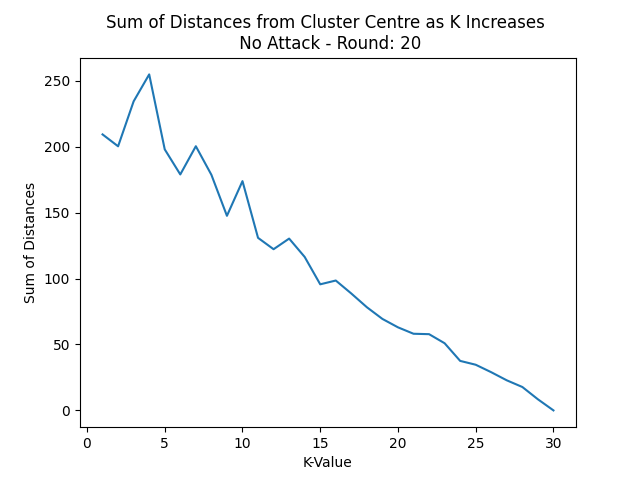 Sum of Distances from Cluster Centre as K Increases
No Attack - Round: 20
250
200
150
100
50
0
Sum of Distances
0 5 10 15 20 25 30
K-Value